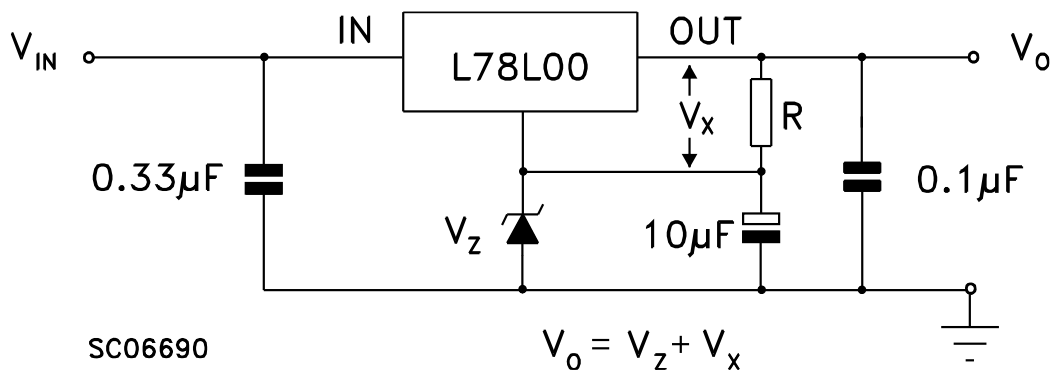 V_IN
IN
L78L00
OUT
V_O
V_X
R
0.33µF
V_Z
10µF
0.1µF
SC06690
V_O = V_Z + V_X